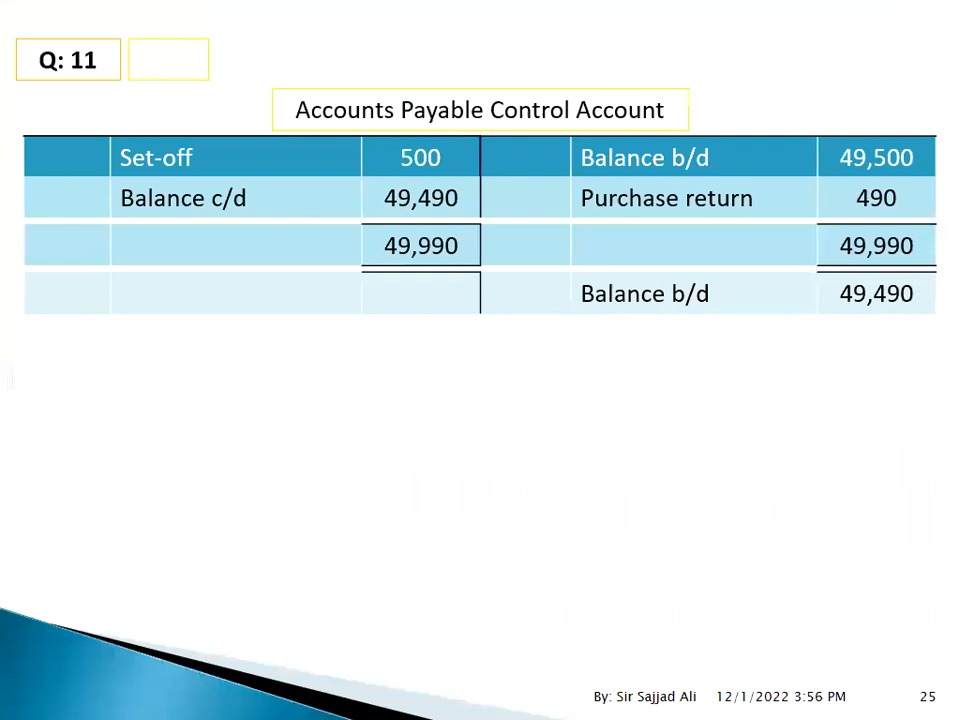 Q: 11
Accounts Payable Control Account
Set-off 500 Balance b/d 49,500
Balance c/d 49,490 Purchase return 490
49,990 49,990
Balance b/d 49,490
By: Sir Sajjad Ali 12/1/2022 3:56 PM 25